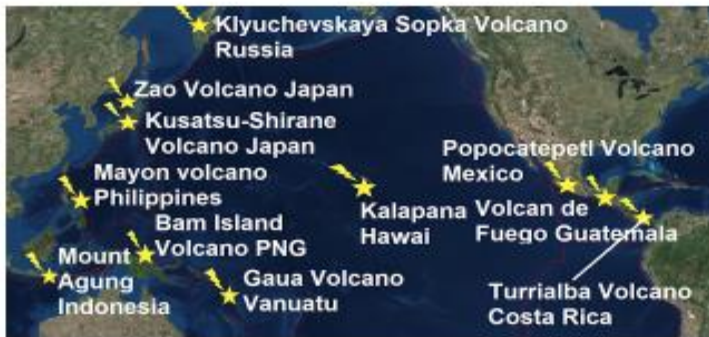 Klyuchevskaya Sopka Volcano
Russia
Zao Volcano Japan
Kusatsu-Shirane
Volcano Japan
Mayon volcano
Philippines
Bam Island
Volcano PNG
Mount
Agung
Indonesia
Gaua Volcano
Vanuatu
Kalapana
Hawai
Popocatepetl Volcano
Mexico
Volcan de
Fuego Guatemala
Turrialba Volcano
Costa Rica